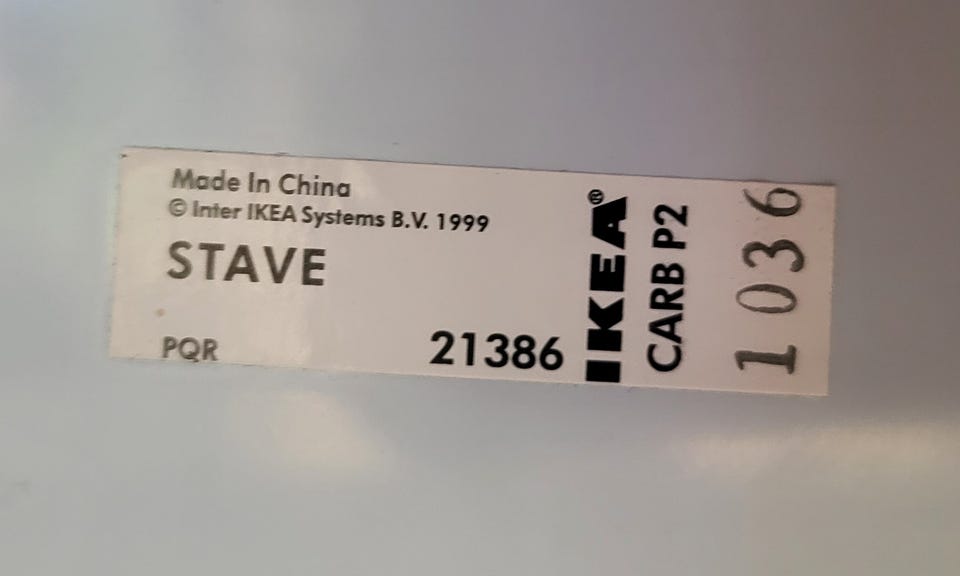 Made In China
© Inter IKEA Systems B.V. 1999
STAVE
PQR
21386
IKEA®
CARB P2
1036